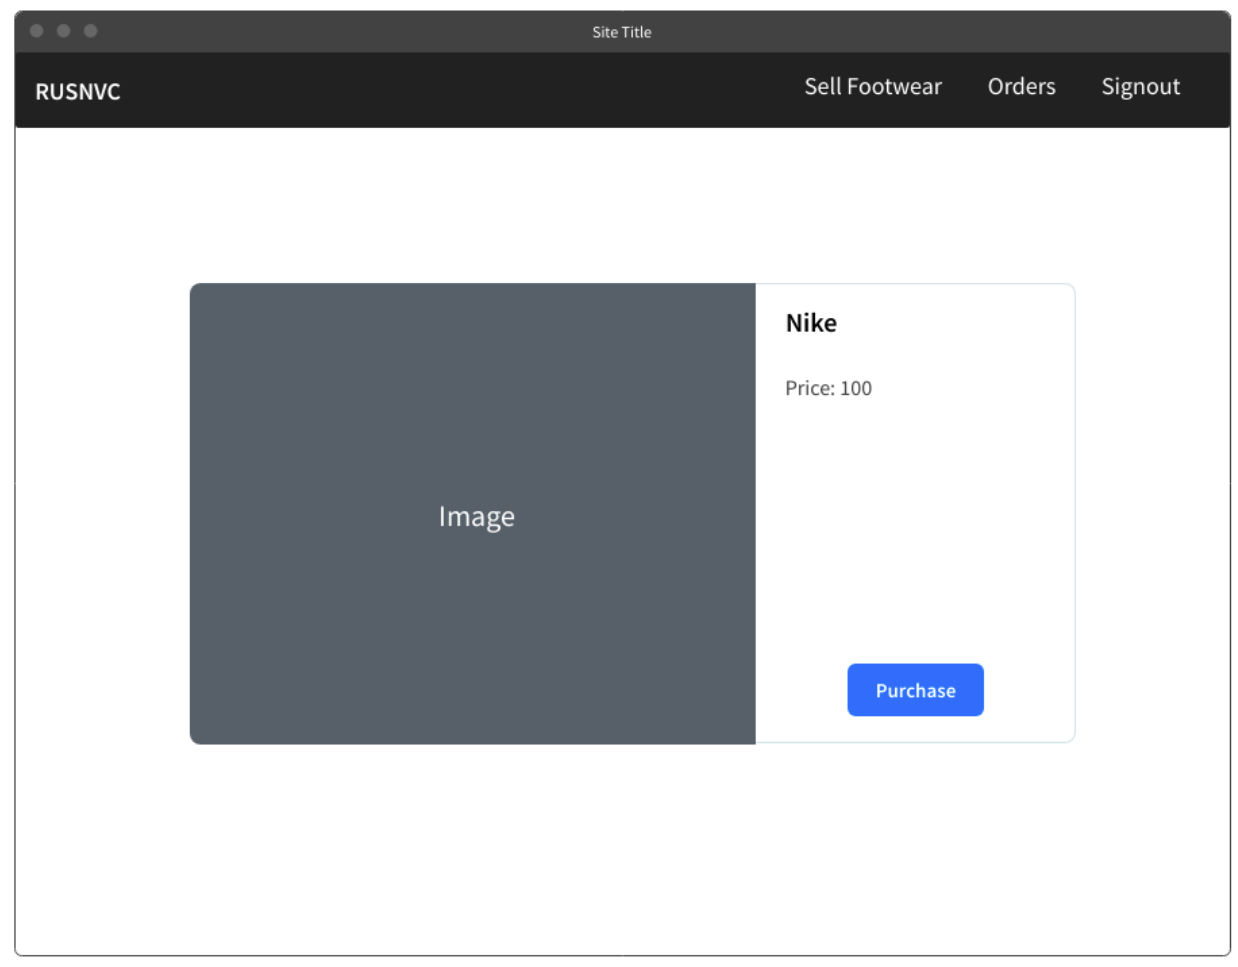 Site Title
RUSNVC
Sell Footwear
Orders
Signout
Image
Nike
Price: 100
Purchase